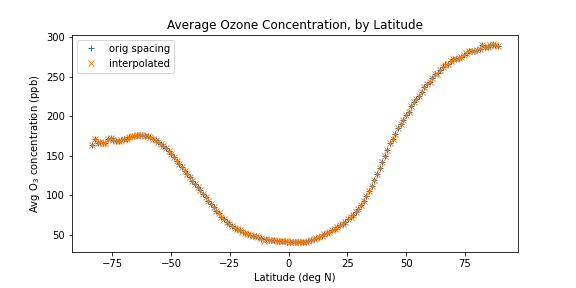 Average Ozone Concentration, by Latitude
orig spacing
interpolated
Avg O₃ concentration (ppb)
300
250
200
150
100
50
−75
−50
−25
0
25
50
75
Latitude (deg N)